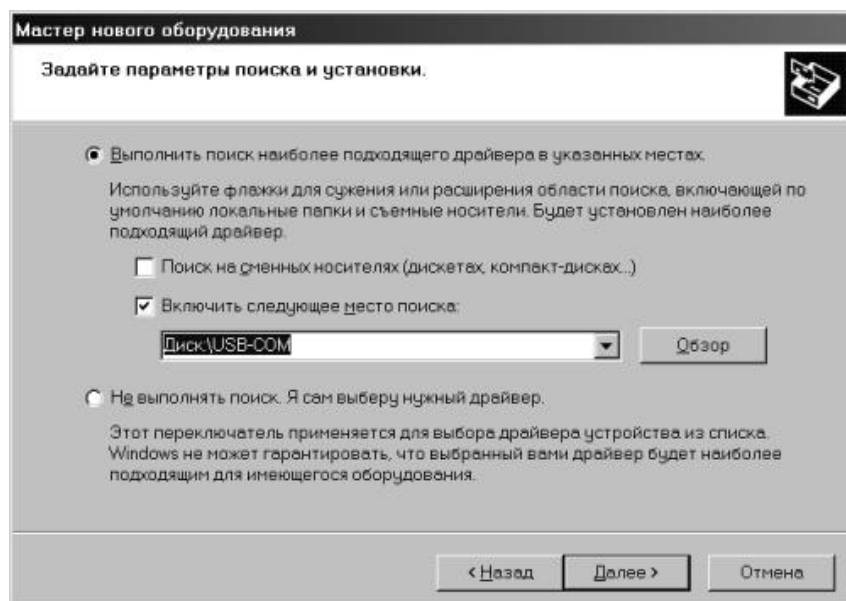 Мастер нового оборудования
Задайте параметры поиска и установки.
Выполнить поиск наиболее подходящего драйвера в указанных местах.
Используйте флажки для сужения или расширения области поиска, включающей по
умолчанию локальные папки и съемные носители. Будет установлен наиболее
подходящий драйвер.
Поиск на сменных носителях (дискетах, компакт-дисках...)
Включить следующее место поиска:
Диск:\USB-COM
Обзор
Не выполнять поиск. Я сам выберу нужный драйвер.
Этот переключатель применяется для выбора драйвера устройства из списка.
Windows не может гарантировать, что выбранный вами драйвер будет наиболее
подходящим для имеющегося оборудования.
< Назад Далее > Отмена